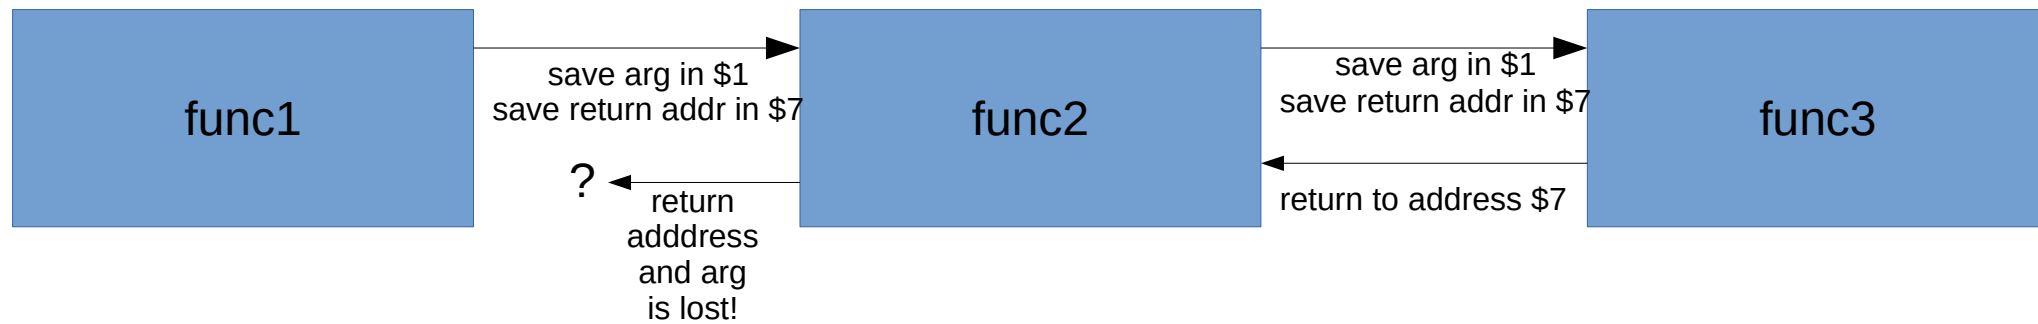 func1
save arg in $1
save return addr in $7
?
return
adddress
and arg
is lost!
func2
save arg in $1
save return addr in $7
return to address $7
func3